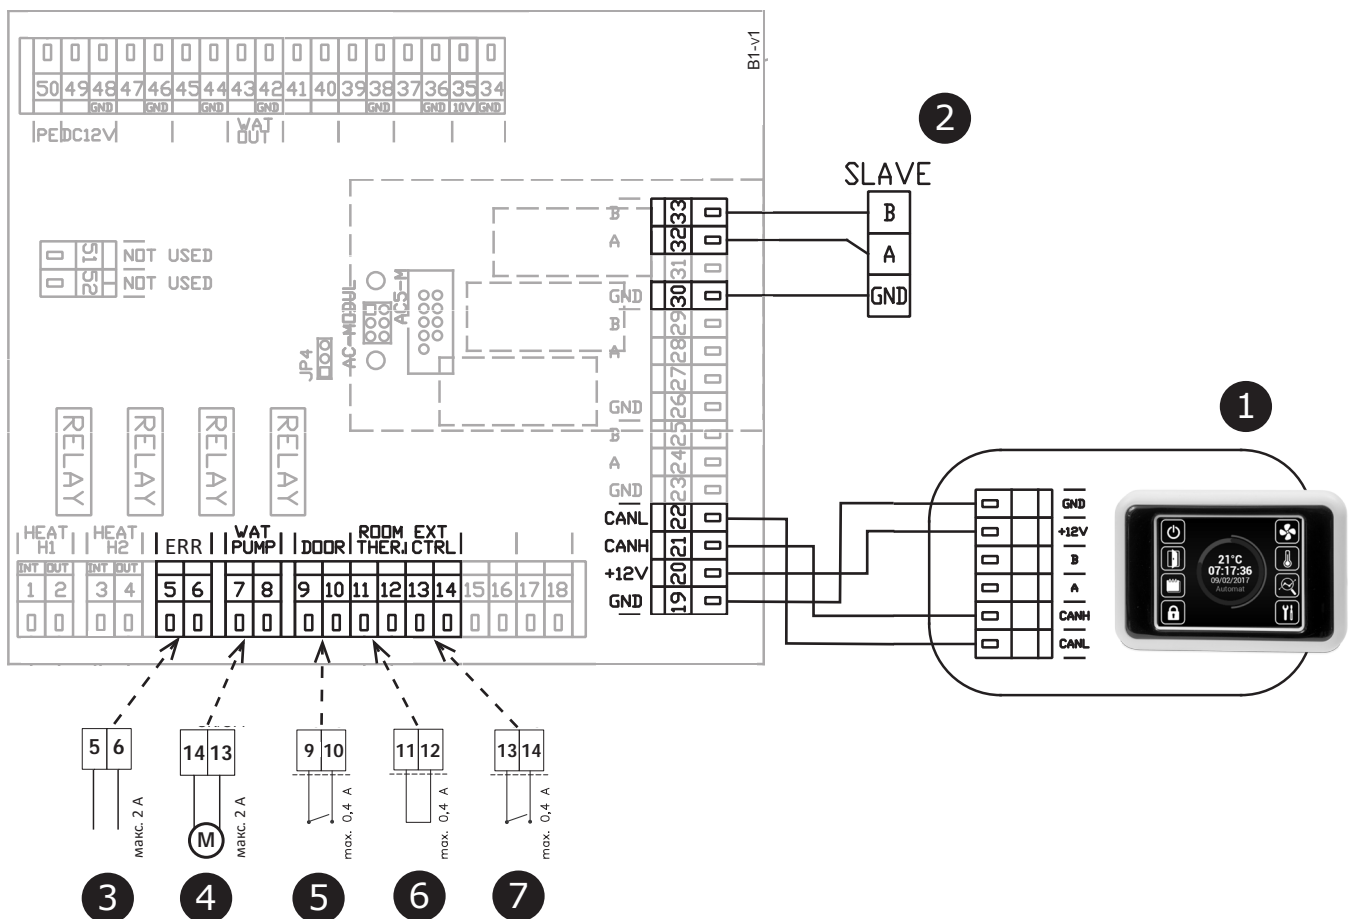 B1-v1
50 49 48 47 46 45 44 43 42 41 40 39 38 37 36 35 34
GND GND GND GND GND GND 10V GND
PE DC12V WAT OUT
2
SLAVE
B
A
GND
51 NOT USED
52 NOT USED
JP4
AC-MODUL
AC5-M
B 33
A 32
31
GND 30
B 29
A 28
27
GND 26
B 25
A 24
GND 23
CANL 22
CANH 21
+12V 20
GND 19
RELAY RELAY RELAY RELAY
HEAT H1
HEAT H2
ERR
WAT PUMP
DOOR
ROOM THER.
EXT CTRL
INT OUT INT OUT
1 2 3 4 5 6 7 8 9 10 11 12 13 14 15 16 17 18
1
GND
+12V
B
A
CANH
CANL
21°C
07:17:36
09/02/2017
Automat
5 6
макс. 2 A
3
14 13
M
макс. 2 A
4
9 10
max. 0,4 A
5
11 12
max. 0,4 A
6
13 14
max. 0,4 A
7